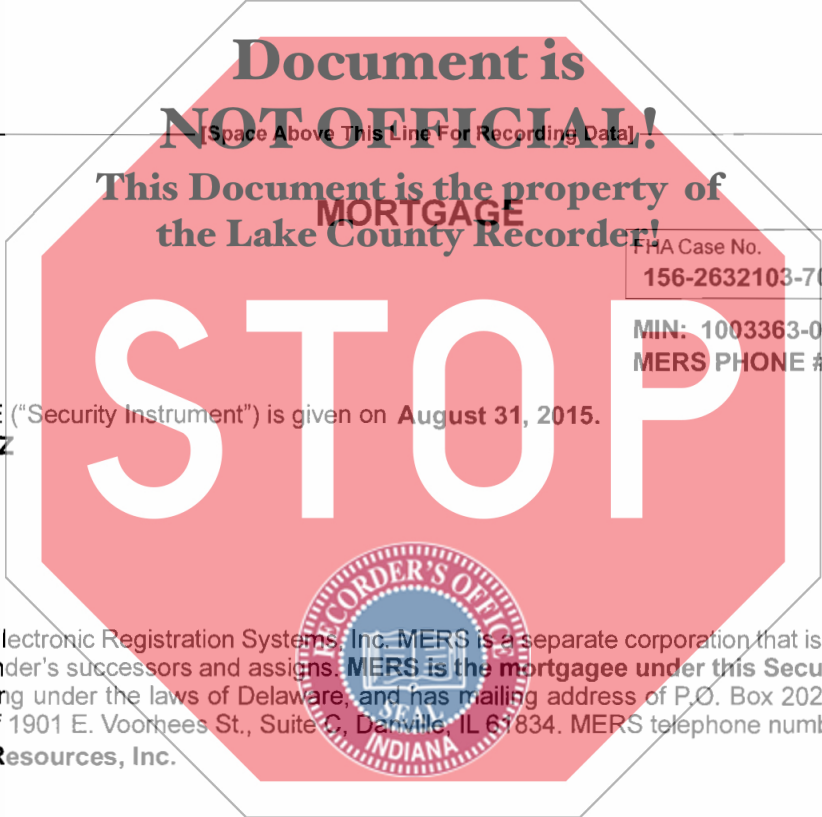 Document is
NOT OFFICIAL!
[Space Above This Line For Recording Data]
This Document is the property of
MORTGAGE
the Lake County Recorder!
FHA Case No.
156-2632103-70
MIN: 1003363-0
MERS PHONE #
STOP
(“Security Instrument”) is given on August 31, 2015.
Z
RECORDER'S OFFICE
lectronic Registration Systems, Inc. MERS is a separate corporation that is
nder’s successors and assigns. MERS is the mortgagee under this Secu
ng under the laws of Delaware, and has mailing address of P.O. Box 202
1901 E. Voorhees St., Suite C, Danville, IL 61834. MERS telephone numb
SEAL
INDIANA
Resources, Inc.